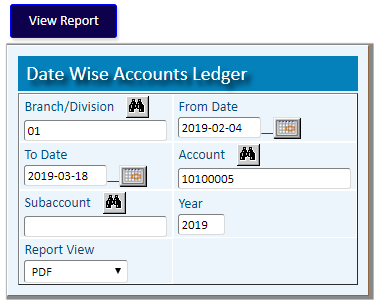 View Report
Date Wise Accounts Ledger
Branch/Division From Date
01 2019-02-04
To Date Account
2019-03-18 10100005
Subaccount Year
2019
Report View
PDF